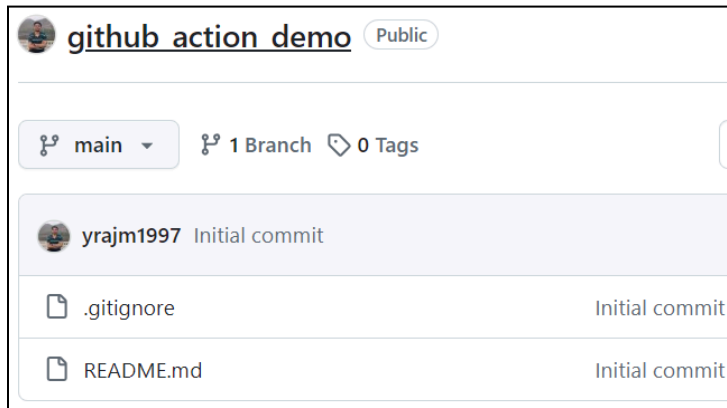 github_action_demo Public
main 1 Branch 0 Tags
yrajm1997 Initial commit
.gitignore Initial commit
README.md Initial commit